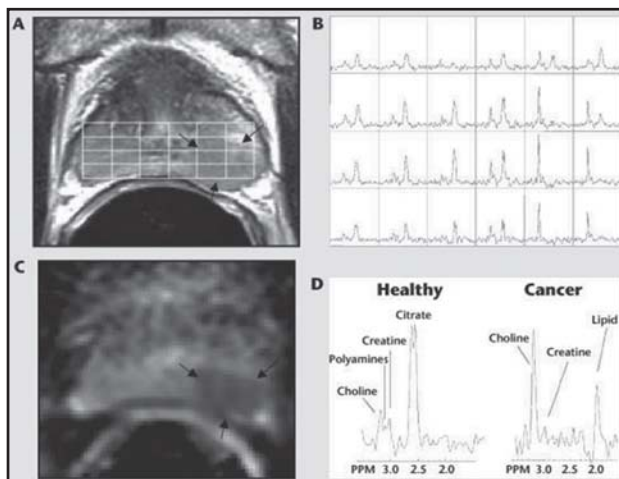 A
B
C
D
Healthy
Cancer
Citrate
Creatine
Polyamines
Choline
Choline
Creatine
Lipid
PPM 3.0 2.5 2.0
PPM 3.0 2.5 2.0